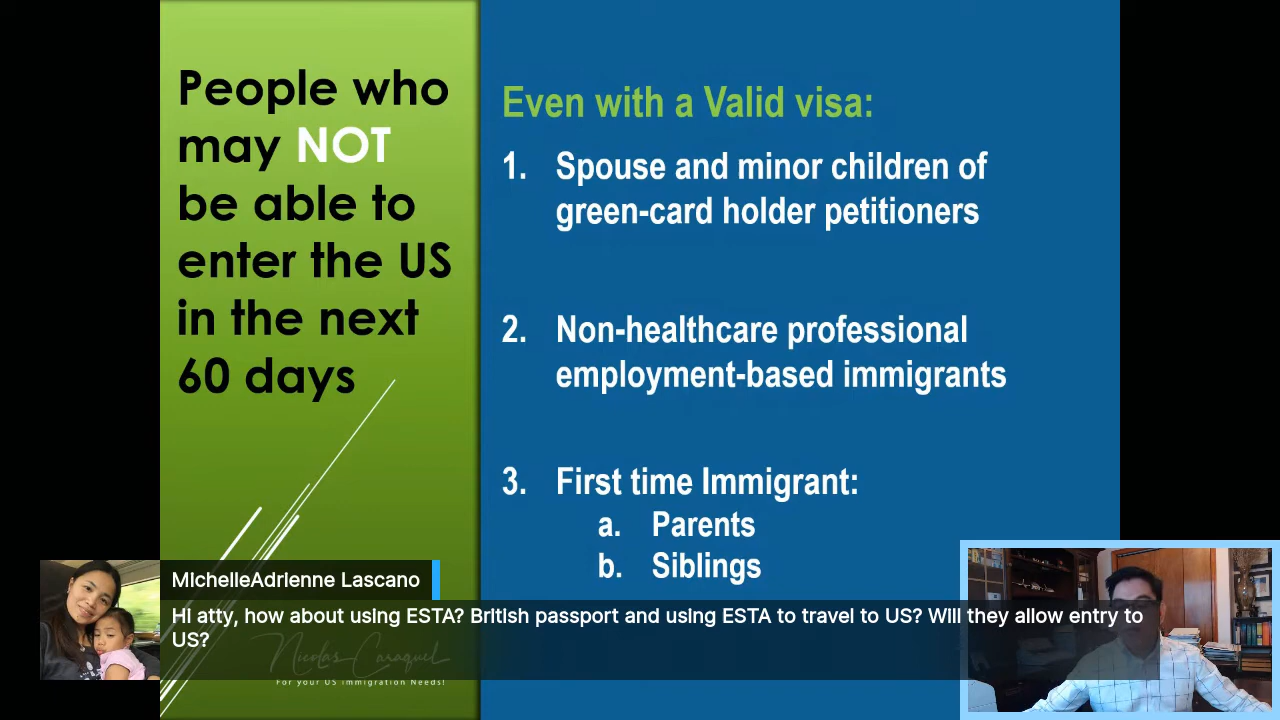 People who
may NOT
be able to
enter the US
in the next
60 days
Even with a Valid visa:
1. Spouse and minor children of
green-card holder petitioners
2. Non-healthcare professional
employment-based immigrants
3. First time Immigrant:
a. Parents
b. Siblings
MIchelleAdrIenne Lascano
HI atty, how about usIng ESTA? BrItIsh passport and usIng ESTA to travel to US? WIll they allow entry to
US?
Nicolas Caraquel
For your US immigration Needs!